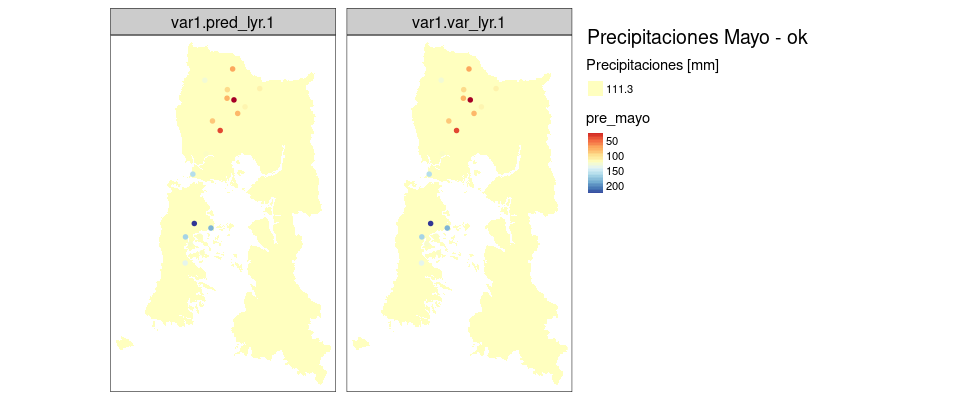 var1.pred_lyr.1
var1.var_lyr.1
Precipitaciones Mayo - ok
Precipitaciones [mm]
111.3
pre_mayo
50
100
150
200